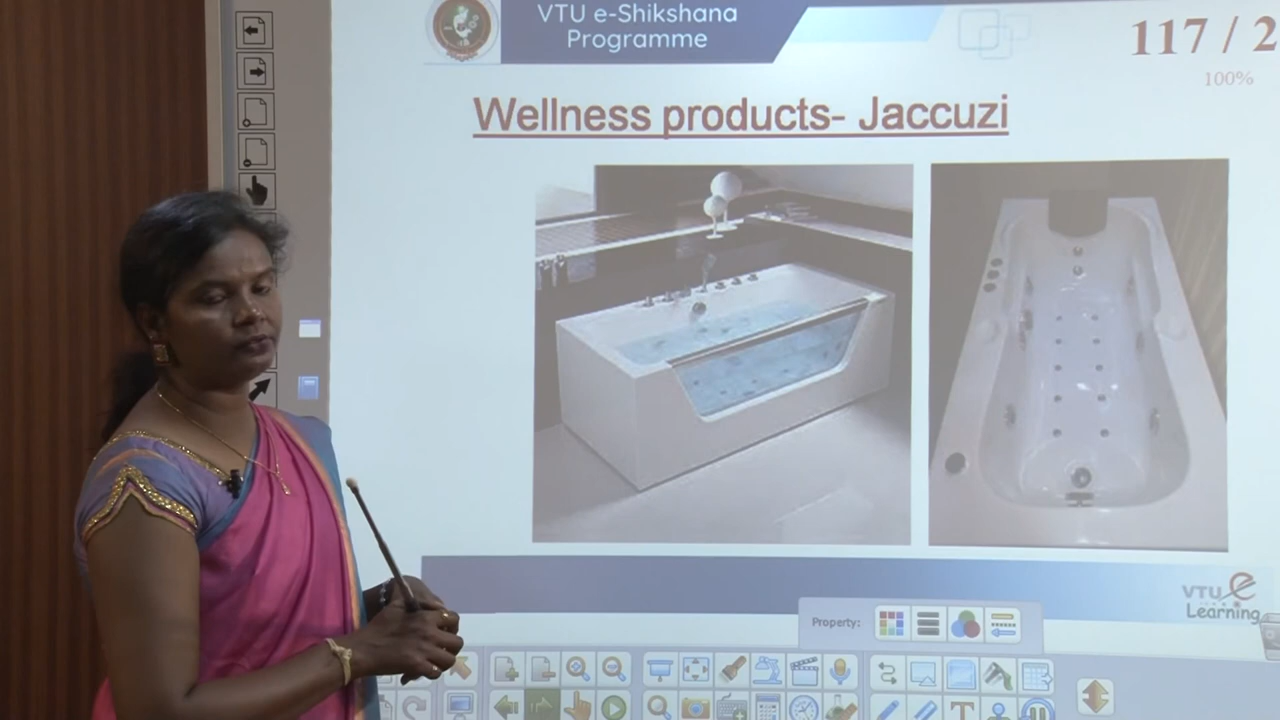 VTU e-Shikshana
Programme
117 / 2
100%
Wellness products- Jaccuzi
VTU e
Learning
Property: